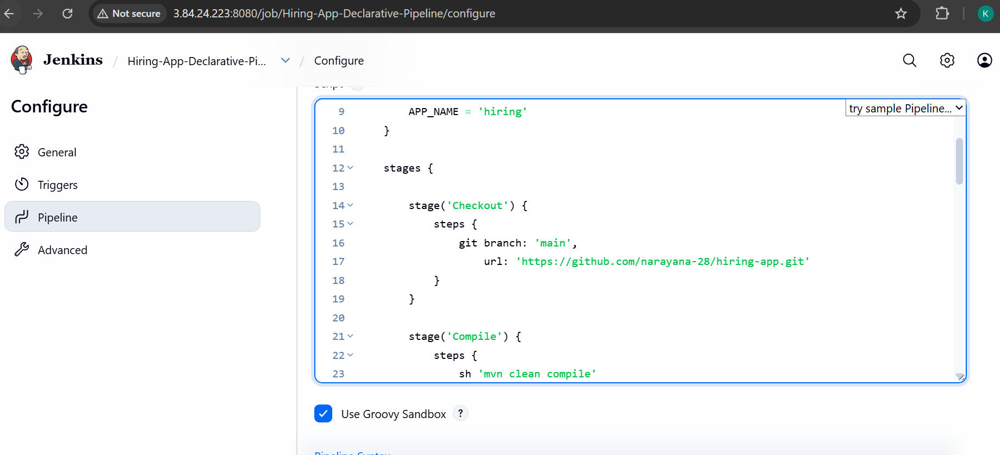 Not secure 3.84.24.223:8080/job/Hiring-App-Declarative-Pipeline/configure K
Jenkins / Hiring-App-Declarative-Pi... / Configure
Configure
General
Triggers
Pipeline
Advanced
Script
try sample Pipeline...
9 APP_NAME = 'hiring'
10 }
11
12 stages {
13
14 stage('Checkout') {
15 steps {
16 git branch: 'main',
17 url: 'https://github.com/narayana-28/hiring-app.git'
18 }
19 }
20
21 stage('Compile') {
22 steps {
23 sh 'mvn clean compile'
Use Groovy Sandbox ?
Pipeline Syntax